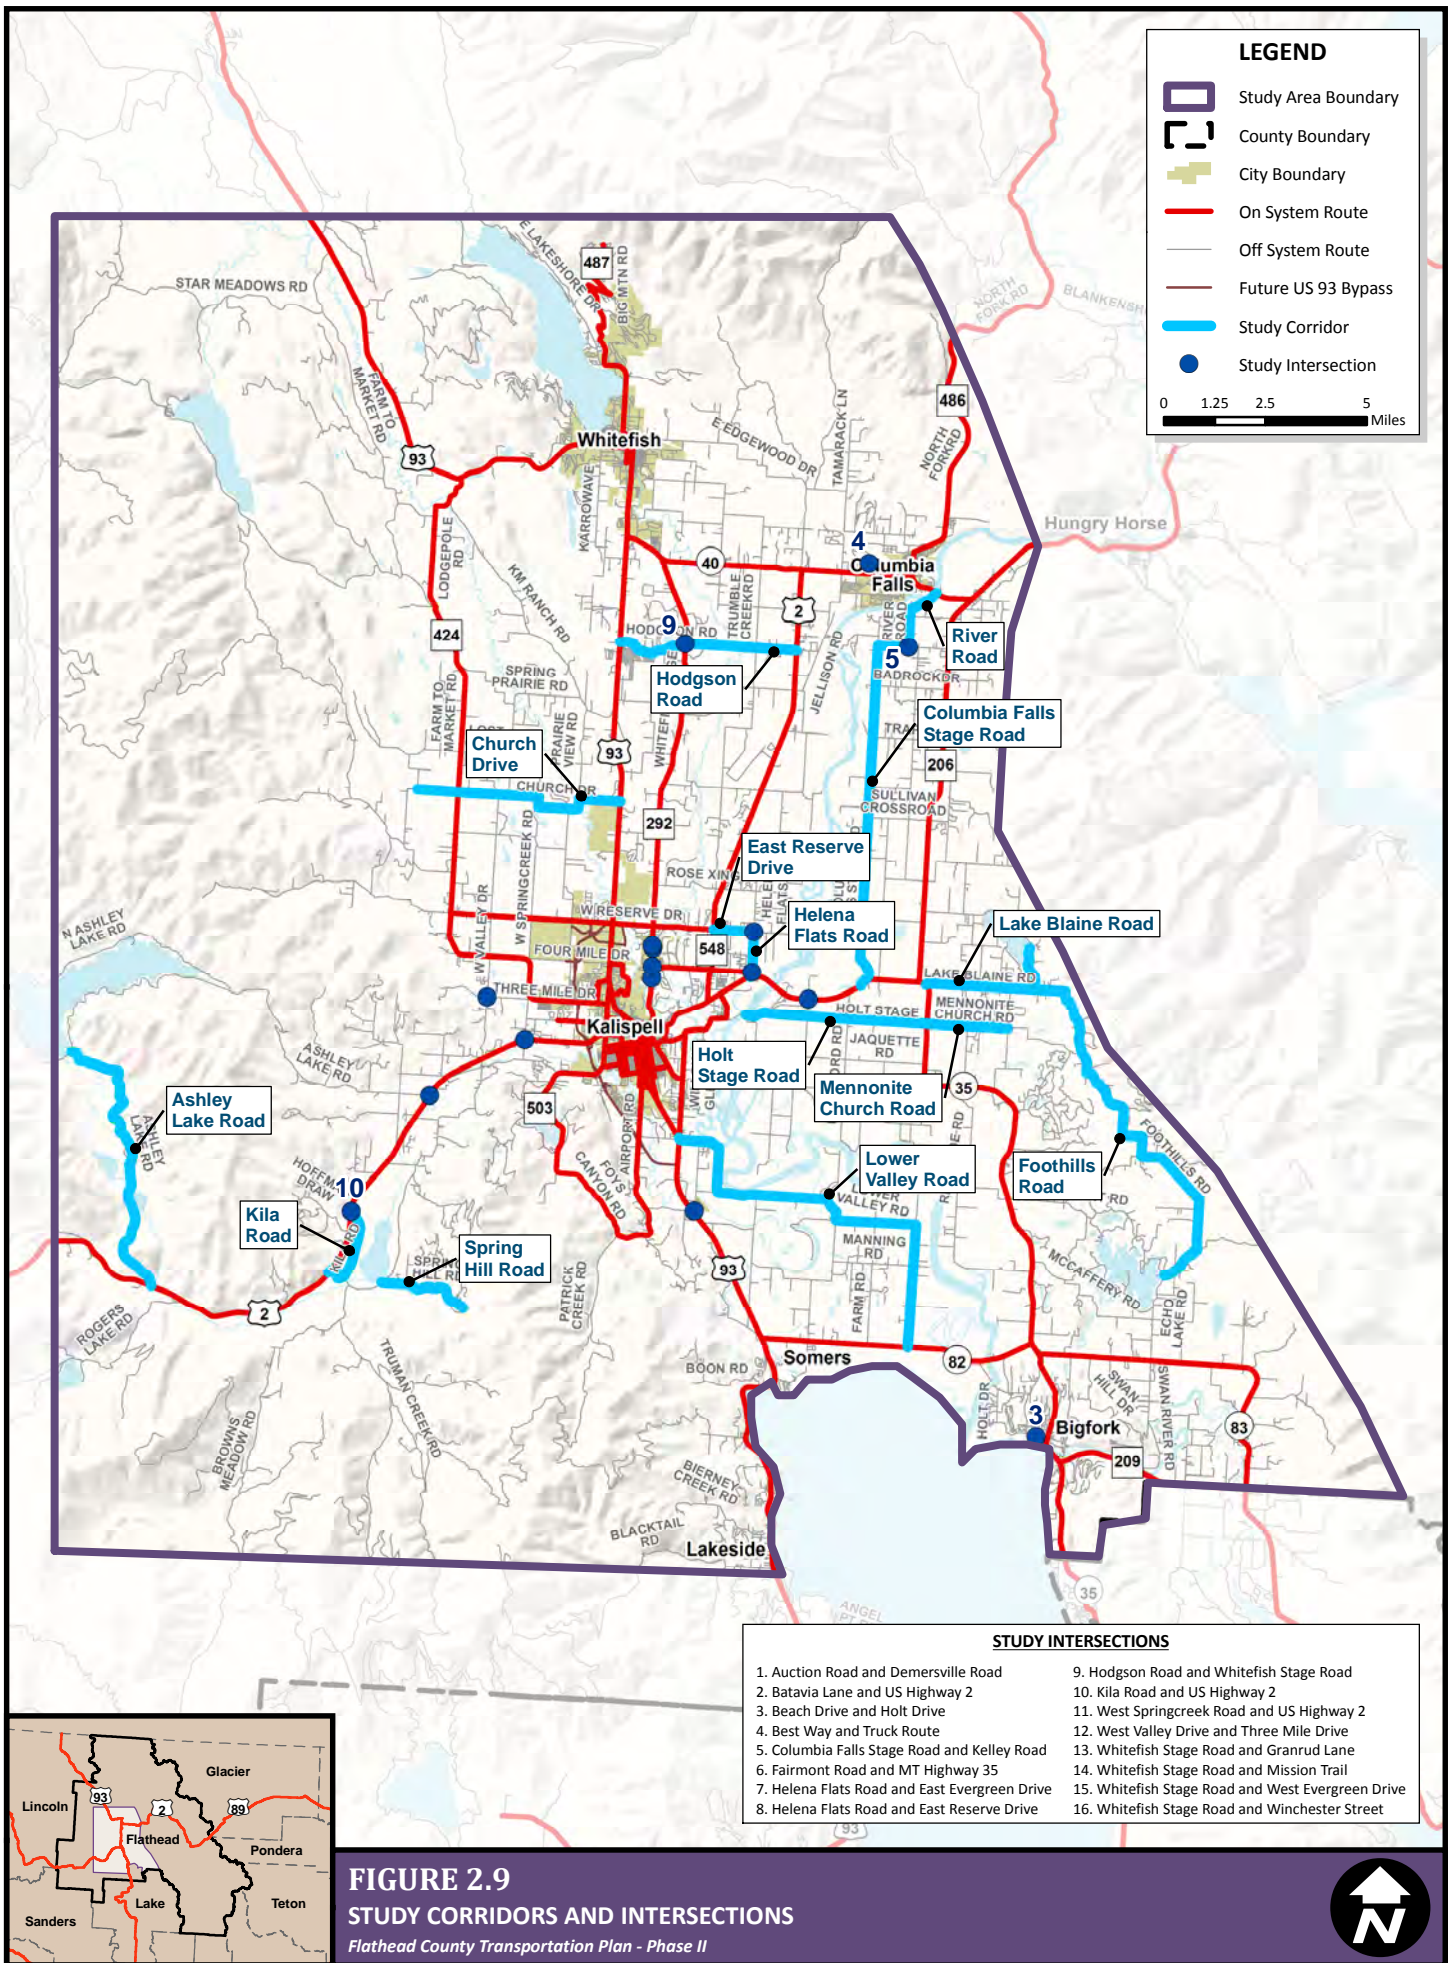 LEGEND
Study Area Boundary
County Boundary
City Boundary
On System Route
Off System Route
Future US 93 Bypass
Study Corridor
Study Intersection
0 1.25 2.5 5
Miles
STAR MEADOWS RD
E LAKESHORE DR
487
BIG MTN RD
NORTH
FORK RD
FARM TO
MARKET RD
93
Whitefish
KARROW AVE
E EDGEWOOD DR
TAMARACK LN
486
NORTH
FORK RD
Hungry Horse
LODGEPOLE
RD
KM RANCH RD
424
40
4
Columbia
Falls
TRUMBLE
CREEK RD
2
9
HODGSON RD
Hodgson
Road
RIVER
ROAD
River
Road
5
BADROCK DR
JELLISON RD
SPRING
PRAIRIE RD
FARM TO
MARKET RD
PRAIRIE
VIEW RD
Church
Drive
CHURCH DR
93
Columbia Falls
Stage Road
206
SULLIVAN
CROSSROAD
292
W SPRINGCREEK RD
East Reserve
Drive
W RESERVE DR
W VALLEY DR
Helena
Flats Road
FOUR MILE DR
548
Lake Blaine Road
LAKE BLAINE RD
N ASHLEY
LAKE RD
THREE MILE DR
HOLT STAGE
MENNONITE
CHURCH RD
Kalispell
JAQUETTE
RD
Holt
Stage Road
Mennonite
Church Road
35
ASHLEY
LAKE RD
Ashley
Lake Road
ASHLEY
LAKE RD
503
AIRPORT RD
FOYS
CANYON RD
FOOTHILLS RD
Foothills
Road
Lower
Valley Road
LOWER
VALLEY RD
10
Kila
Road
Spring
Hill Road
MANNING
RD
93
FARM RD
MCCAFFERY RD
ECHO
LAKE RD
2
ROGERS
LAKE RD
PATRICK
CREEK RD
TRUMAN CREEK RD
BOON RD
Somers
82
HOLT DR
SWAN
HILL DR
SWAN RIVER RD
83
3
Bigfork
209
BROWNS
MEADOW RD
BIERNEY
CREEK RD
BLACKTAIL
RD
Lakeside
35
STUDY INTERSECTIONS
1. Auction Road and Demersville Road
2. Batavia Lane and US Highway 2
3. Beach Drive and Holt Drive
4. Best Way and Truck Route
5. Columbia Falls Stage Road and Kelley Road
6. Fairmont Road and MT Highway 35
7. Helena Flats Road and East Evergreen Drive
8. Helena Flats Road and East Reserve Drive
9. Hodgson Road and Whitefish Stage Road
10. Kila Road and US Highway 2
11. West Springcreek Road and US Highway 2
12. West Valley Drive and Three Mile Drive
13. Whitefish Stage Road and Granrud Lane
14. Whitefish Stage Road and Mission Trail
15. Whitefish Stage Road and West Evergreen Drive
16. Whitefish Stage Road and Winchester Street
93
Glacier
Lincoln
93
2
89
Flathead
Pondera
Lake
Teton
Sanders
FIGURE 2.9
STUDY CORRIDORS AND INTERSECTIONS
Flathead County Transportation Plan - Phase II
N